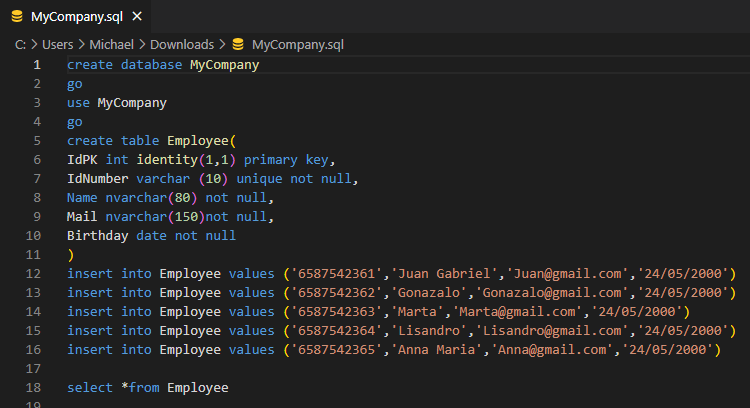 MyCompany.sql ×
C: > Users > Michael > Downloads > MyCompany.sql
1 create database MyCompany
2 go
3 use MyCompany
4 go
5 create table Employee(
6 IdPK int identity(1,1) primary key,
7 IdNumber varchar (10) unique not null,
8 Name nvarchar(80) not null,
9 Mail nvarchar(150)not null,
10 Birthday date not null
11 )
12 insert into Employee values ('6587542361','Juan Gabriel','Juan@gmail.com','24/05/2000')
13 insert into Employee values ('6587542362','Gonazalo','Gonazalo@gmail.com','24/05/2000')
14 insert into Employee values ('6587542363','Marta','Marta@gmail.com','24/05/2000')
15 insert into Employee values ('6587542364','Lisandro','Lisandro@gmail.com','24/05/2000')
16 insert into Employee values ('6587542365','Anna Maria','Anna@gmail.com','24/05/2000')
17
18 select *from Employee
19